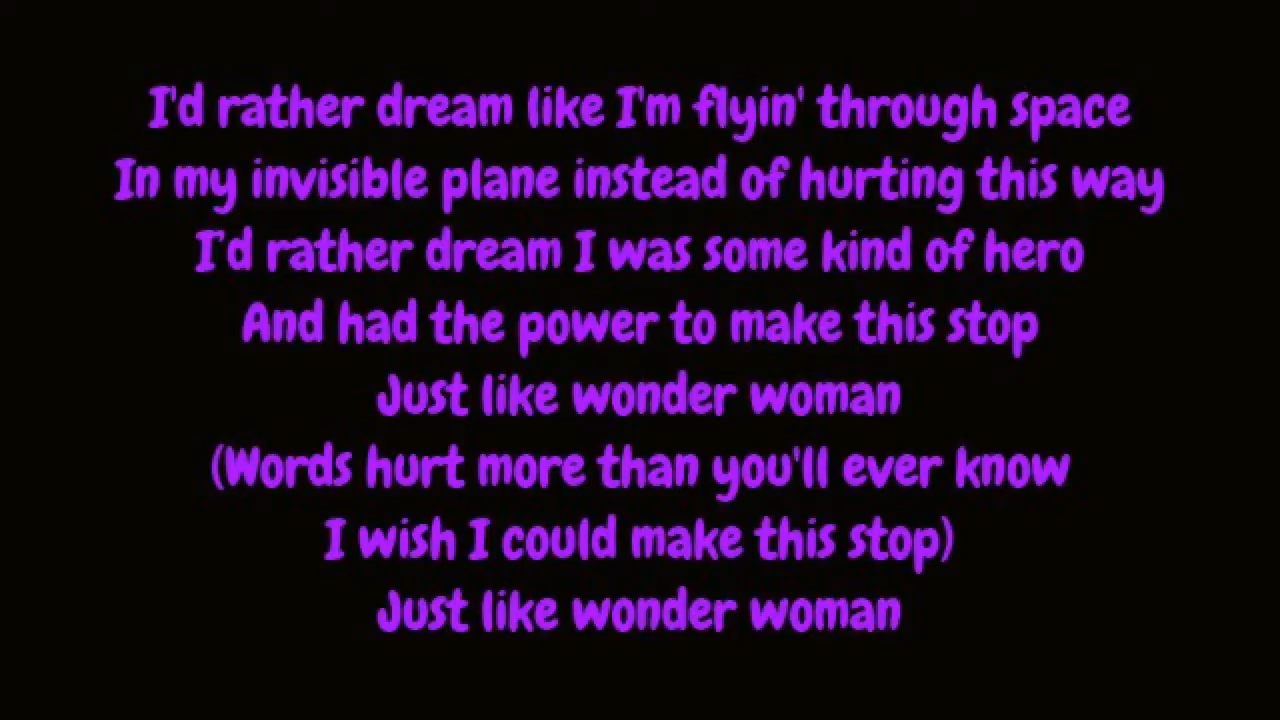 I'd rather dream like I'm flyin' through space
In my invisible plane instead of hurting this way
I'd rather dream I was some kind of hero
And had the power to make this stop
Just like wonder woman
(Words hurt more than you'll ever know
I wish I could make this stop)
Just like wonder woman